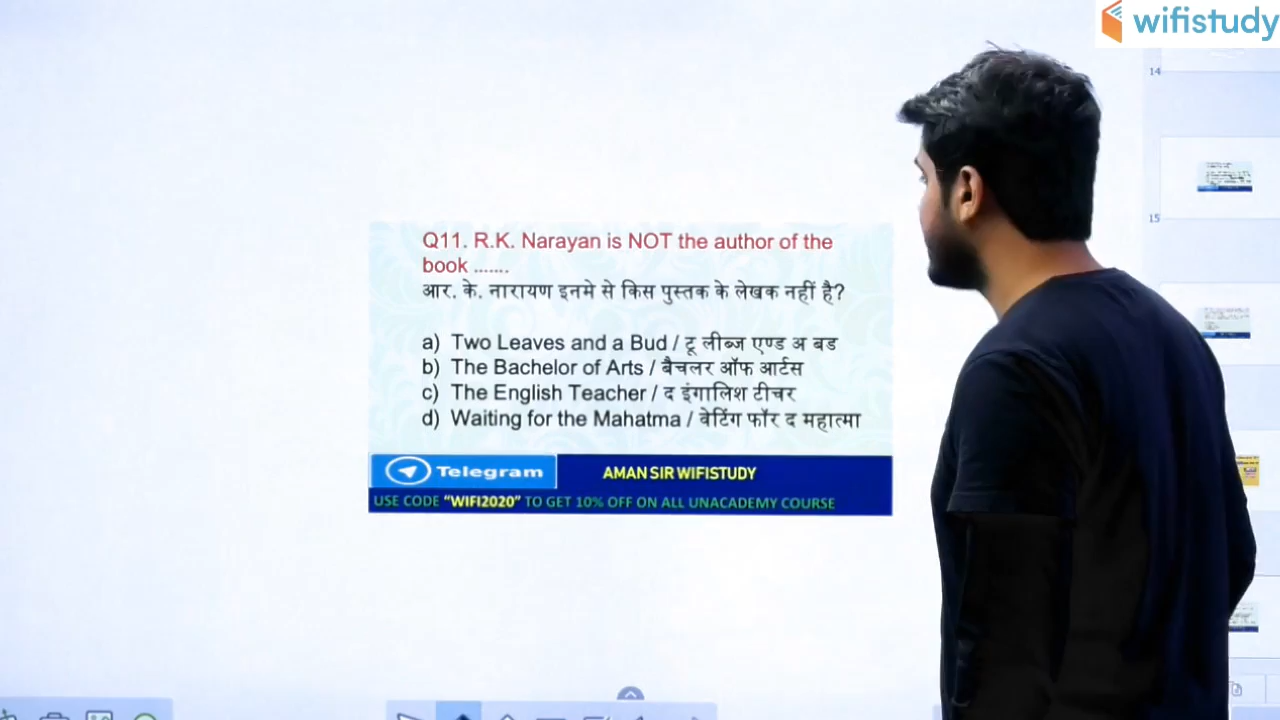 wifistudy
14
Q11. R.K. Narayan is NOT the author of the
book .......
आर. के. नारायण इनमे से किस पुस्तक के लेखक नहीं है?
a) Two Leaves and a Bud / टू लीब्ज एण्ड अ बड
b) The Bachelor of Arts / बैचलर ऑफ आर्टस
c) The English Teacher / द इंगालिश टीचर
d) Waiting for the Mahatma / वेटिंग फॉर द महात्मा
15
Telegram
AMAN SIR WIFISTUDY
USE CODE “WIFI2020” TO GET 10% OFF ON ALL UNACADEMY COURSE